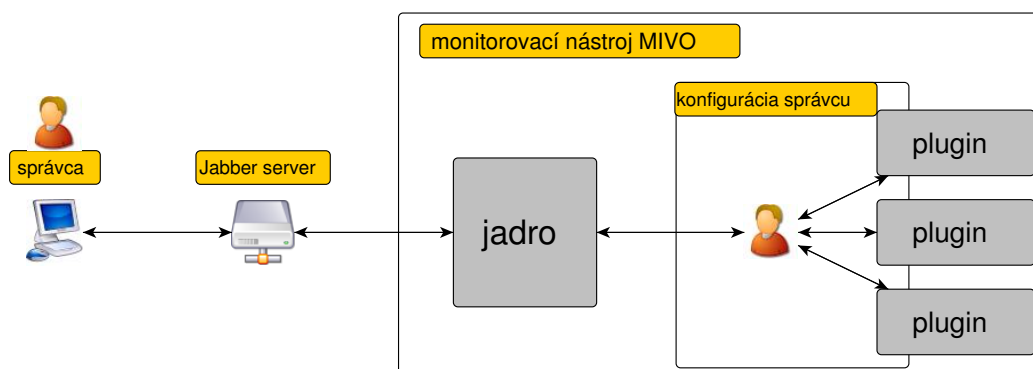 monitorovací nástroj MIVO
konfigurácia správcu
správca
Jabber server
jadro
plugin
plugin
plugin